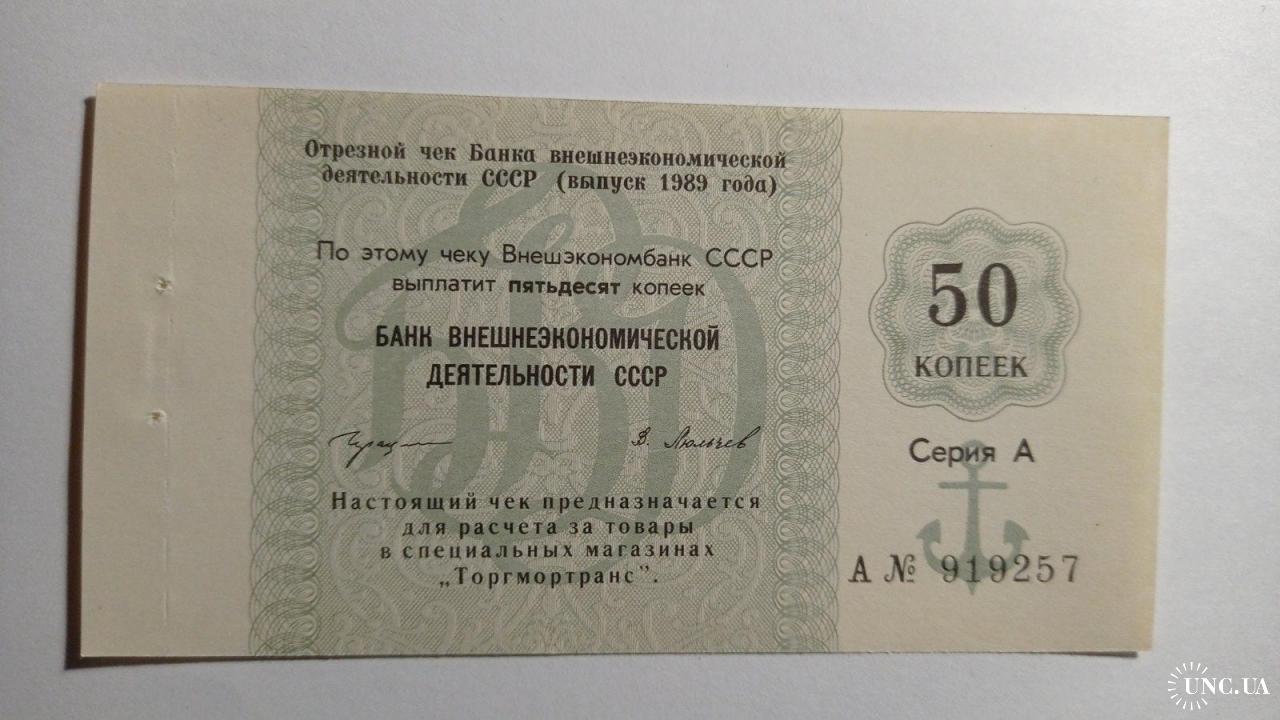 Отрезной чек Банка внешнеэкономической
деятельности СССР (выпуск 1989 года)
По этому чеку Внешэкономбанк СССР
выплатит пятьдесят копеек
БАНК ВНЕШНЕЭКОНОМИЧЕСКОЙ
ДЕЯТЕЛЬНОСТИ СССР
В. Люльчев
Настоящий чек предназначается
для расчета за товары
в специальных магазинах
„Торгмортранс".
50
КОПЕЕК
Серия А
А № 919257
UNC.UA